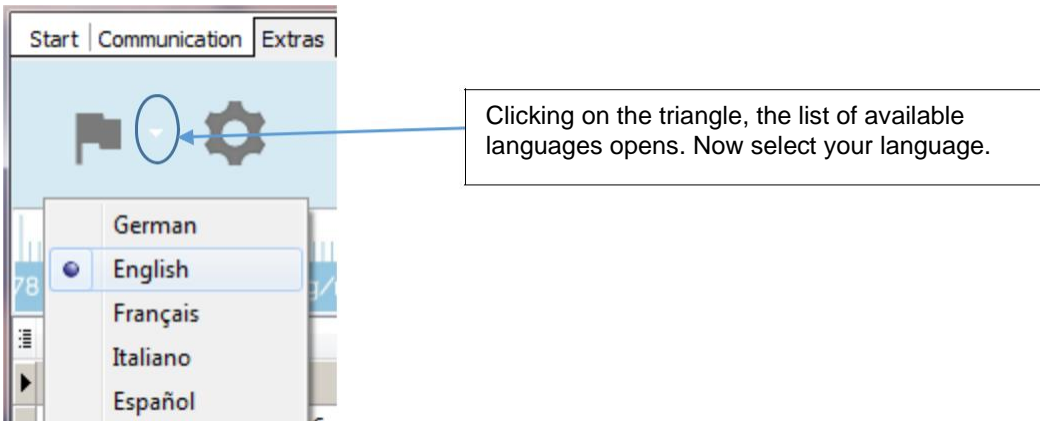 Start Communication Extras
Clicking on the triangle, the list of available
languages opens. Now select your language.
German
English
Français
Italiano
Español
78